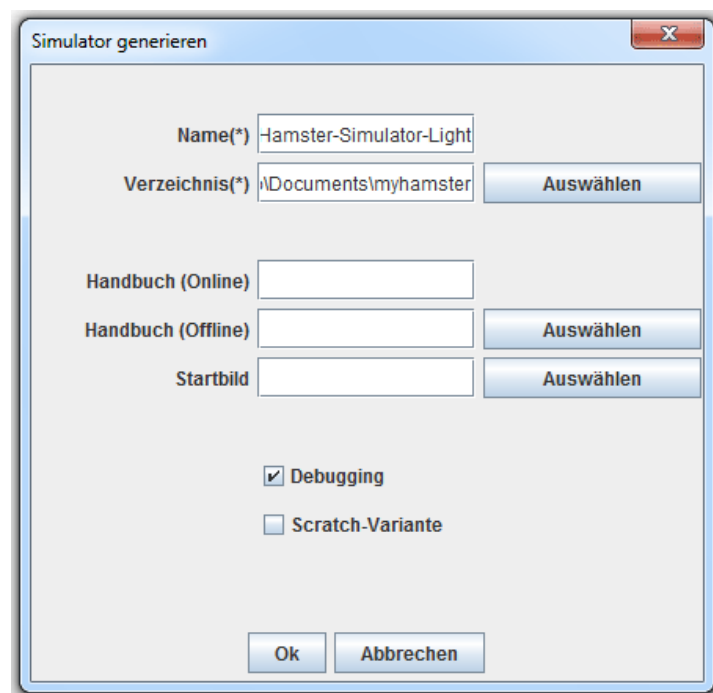 Simulator generieren
Name(*) Hamster-Simulator-Light
Verzeichnis(*) \Documents\myhamster Auswählen
Handbuch (Online)
Handbuch (Offline) Auswählen
Startbild Auswählen
Debugging
Scratch-Variante
Ok Abbrechen